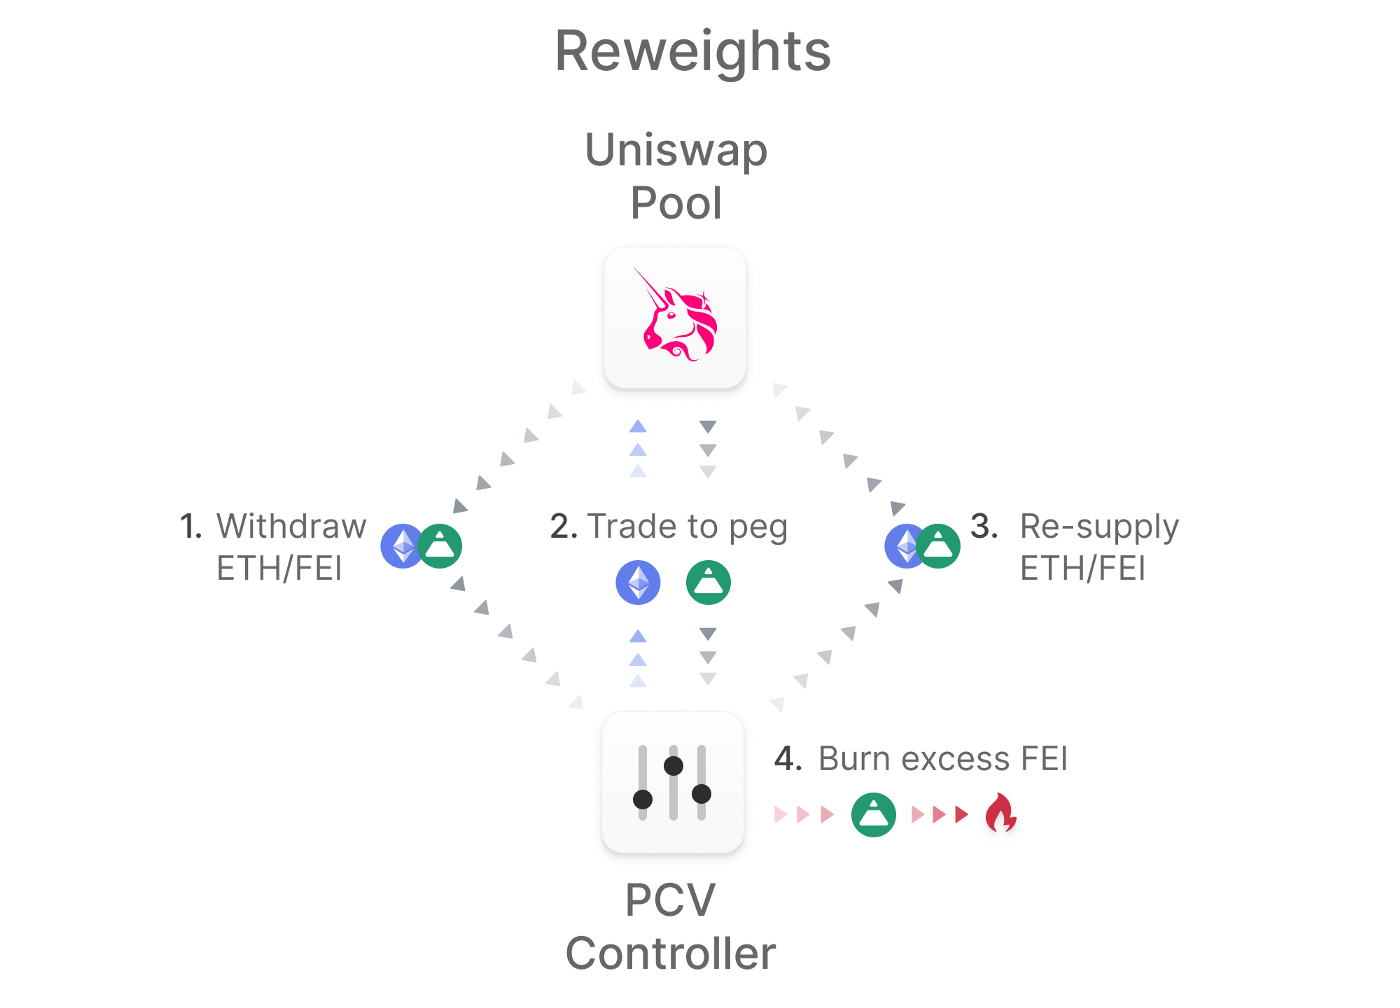 Reweights
Uniswap
Pool
1. Withdraw
ETH/FEI
2. Trade to peg
3. Re-supply
ETH/FEI
4. Burn excess FEI
PCV
Controller